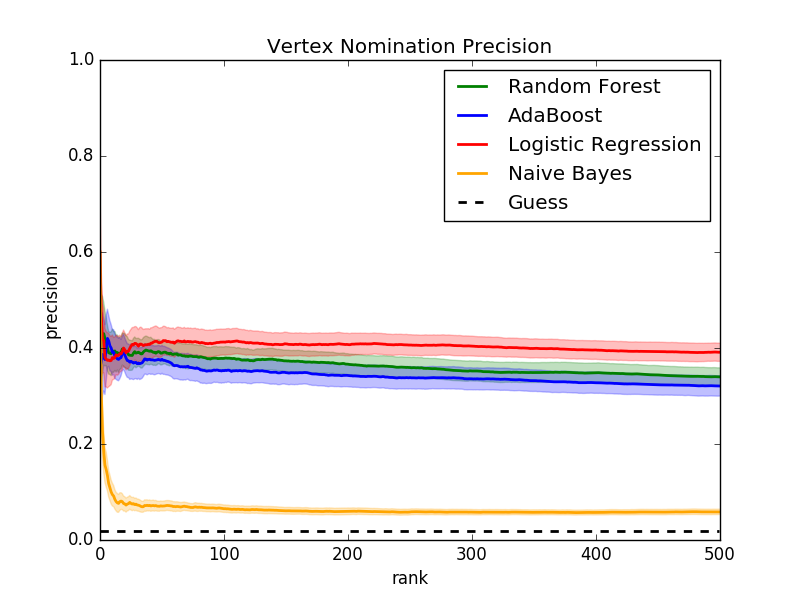 Vertex Nomination Precision
1.0
0.8
0.6
0.4
0.2
0.0
precision
Random Forest
AdaBoost
Logistic Regression
Naive Bayes
Guess
0 100 200 300 400 500
rank